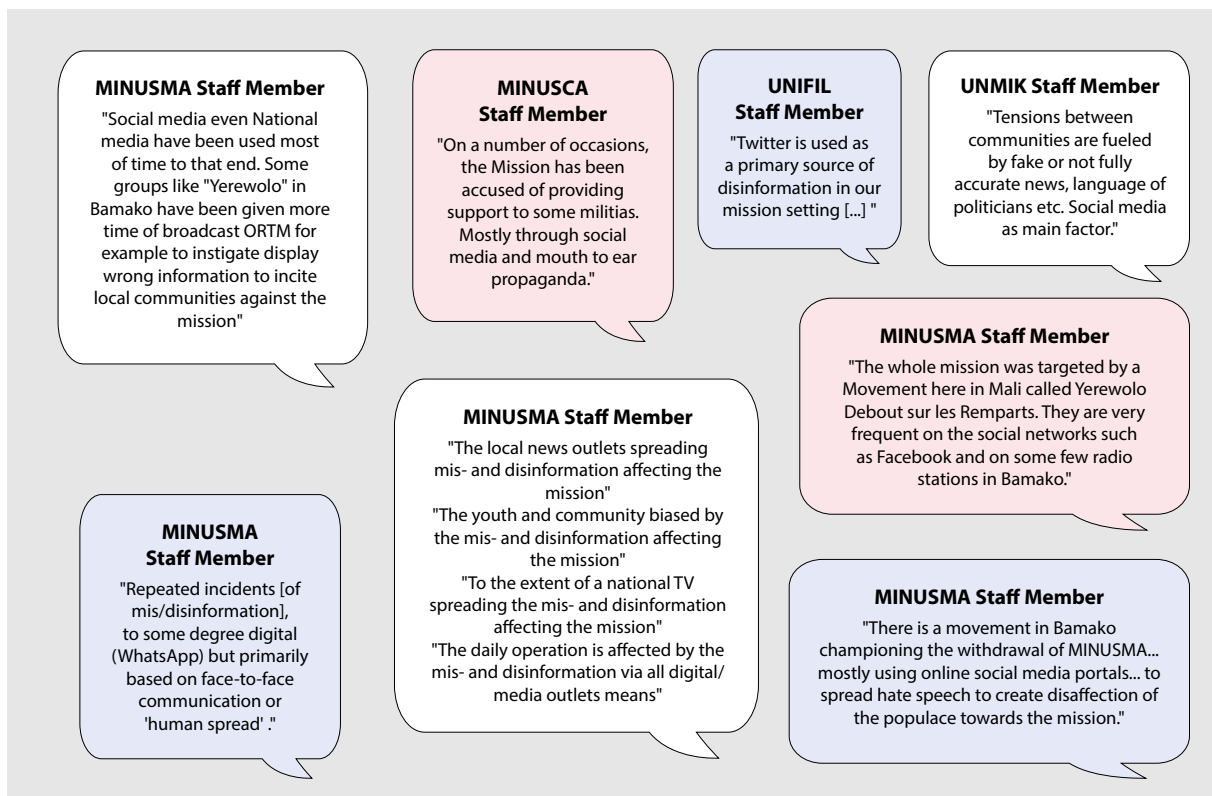 MINUSMA Staff Member
"Social media even National
media have been used most
of time to that end. Some
groups like "Yerewolo" in
Bamako have been given more
time of broadcast ORTM for
example to instigate display
wrong information to incite
local communities against the
mission"
MINUSCA
Staff Member
"On a number of occasions,
the Mission has been
accused of providing
support to some militias.
Mostly through social
media and mouth to ear
propaganda."
UNIFIL
Staff Member
"Twitter is used as
a primary source of
disinformation in our
mission setting [...] "
UNMIK Staff Member
"Tensions between
communities are fueled
by fake or not fully
accurate news, language of
politicians etc. Social media
as main factor."
MINUSMA Staff Member
"The whole mission was targeted by a
Movement here in Mali called Yerewolo
Debout sur les Remparts. They are very
frequent on the social networks such
as Facebook and on some few radio
stations in Bamako."
MINUSMA Staff Member
"The local news outlets spreading
mis- and disinformation affecting the
mission"
"The youth and community biased by
the mis- and disinformation affecting
the mission"
"To the extent of a national TV
spreading the mis- and disinformation
affecting the mission"
"The daily operation is affected by the
mis- and disinformation via all digital/
media outlets means"
MINUSMA
Staff Member
"Repeated incidents [of
mis/disinformation],
to some degree digital
(WhatsApp) but primarily
based on face-to-face
communication or
'human spread' ."
MINUSMA Staff Member
"There is a movement in Bamako
championing the withdrawal of MINUSMA...
mostly using online social media portals... to
spread hate speech to create disaffection of
the populace towards the mission."